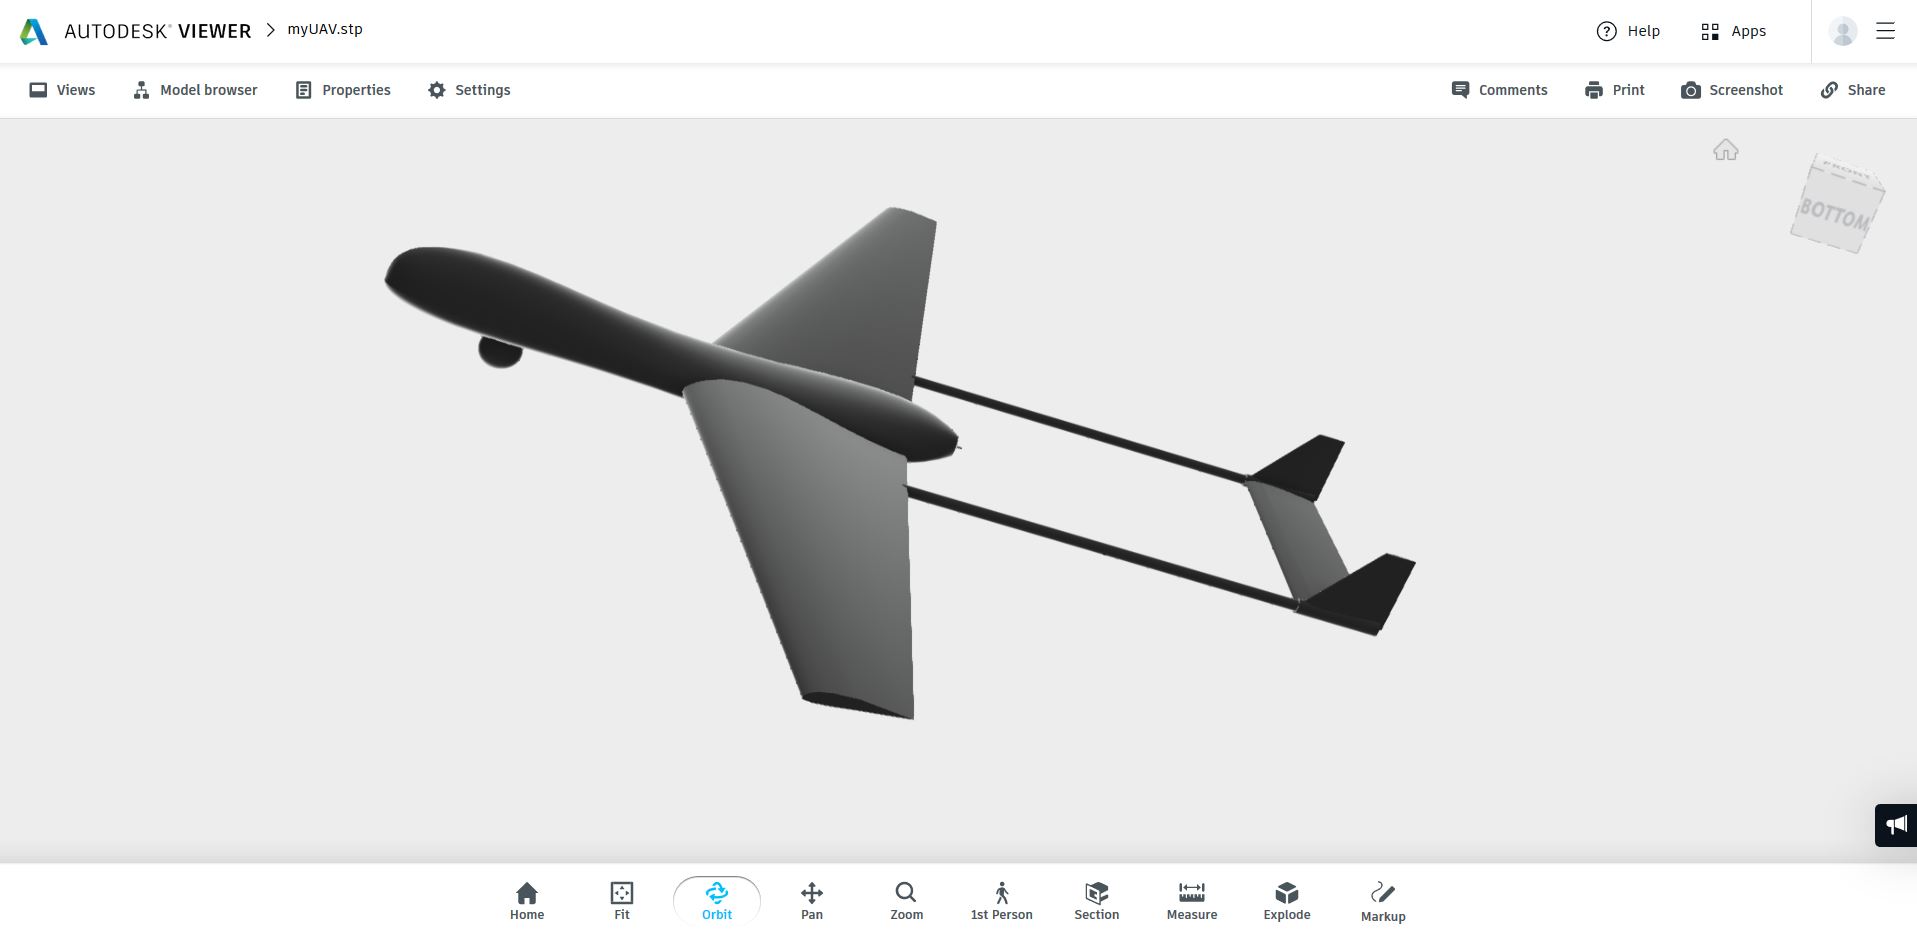 AUTODESK® VIEWER > myUAV.stp
Help
Apps
Views
Model browser
Properties
Settings
Comments
Print
Screenshot
Share
FRONT
BOTTOM
Home
Fit
Orbit
Pan
Zoom
1st Person
Section
Measure
Explode
Markup